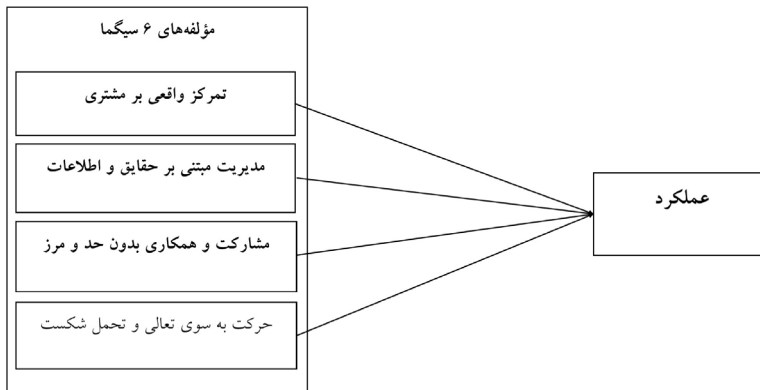 مؤلفه‌های ۶ سیگما
تمرکز واقعی بر مشتری
مدیریت مبتنی بر حقایق و اطلاعات
مشارکت و همکاری بدون حد و مرز
حرکت به سوی تعالی و تحمل شکست
عملکرد